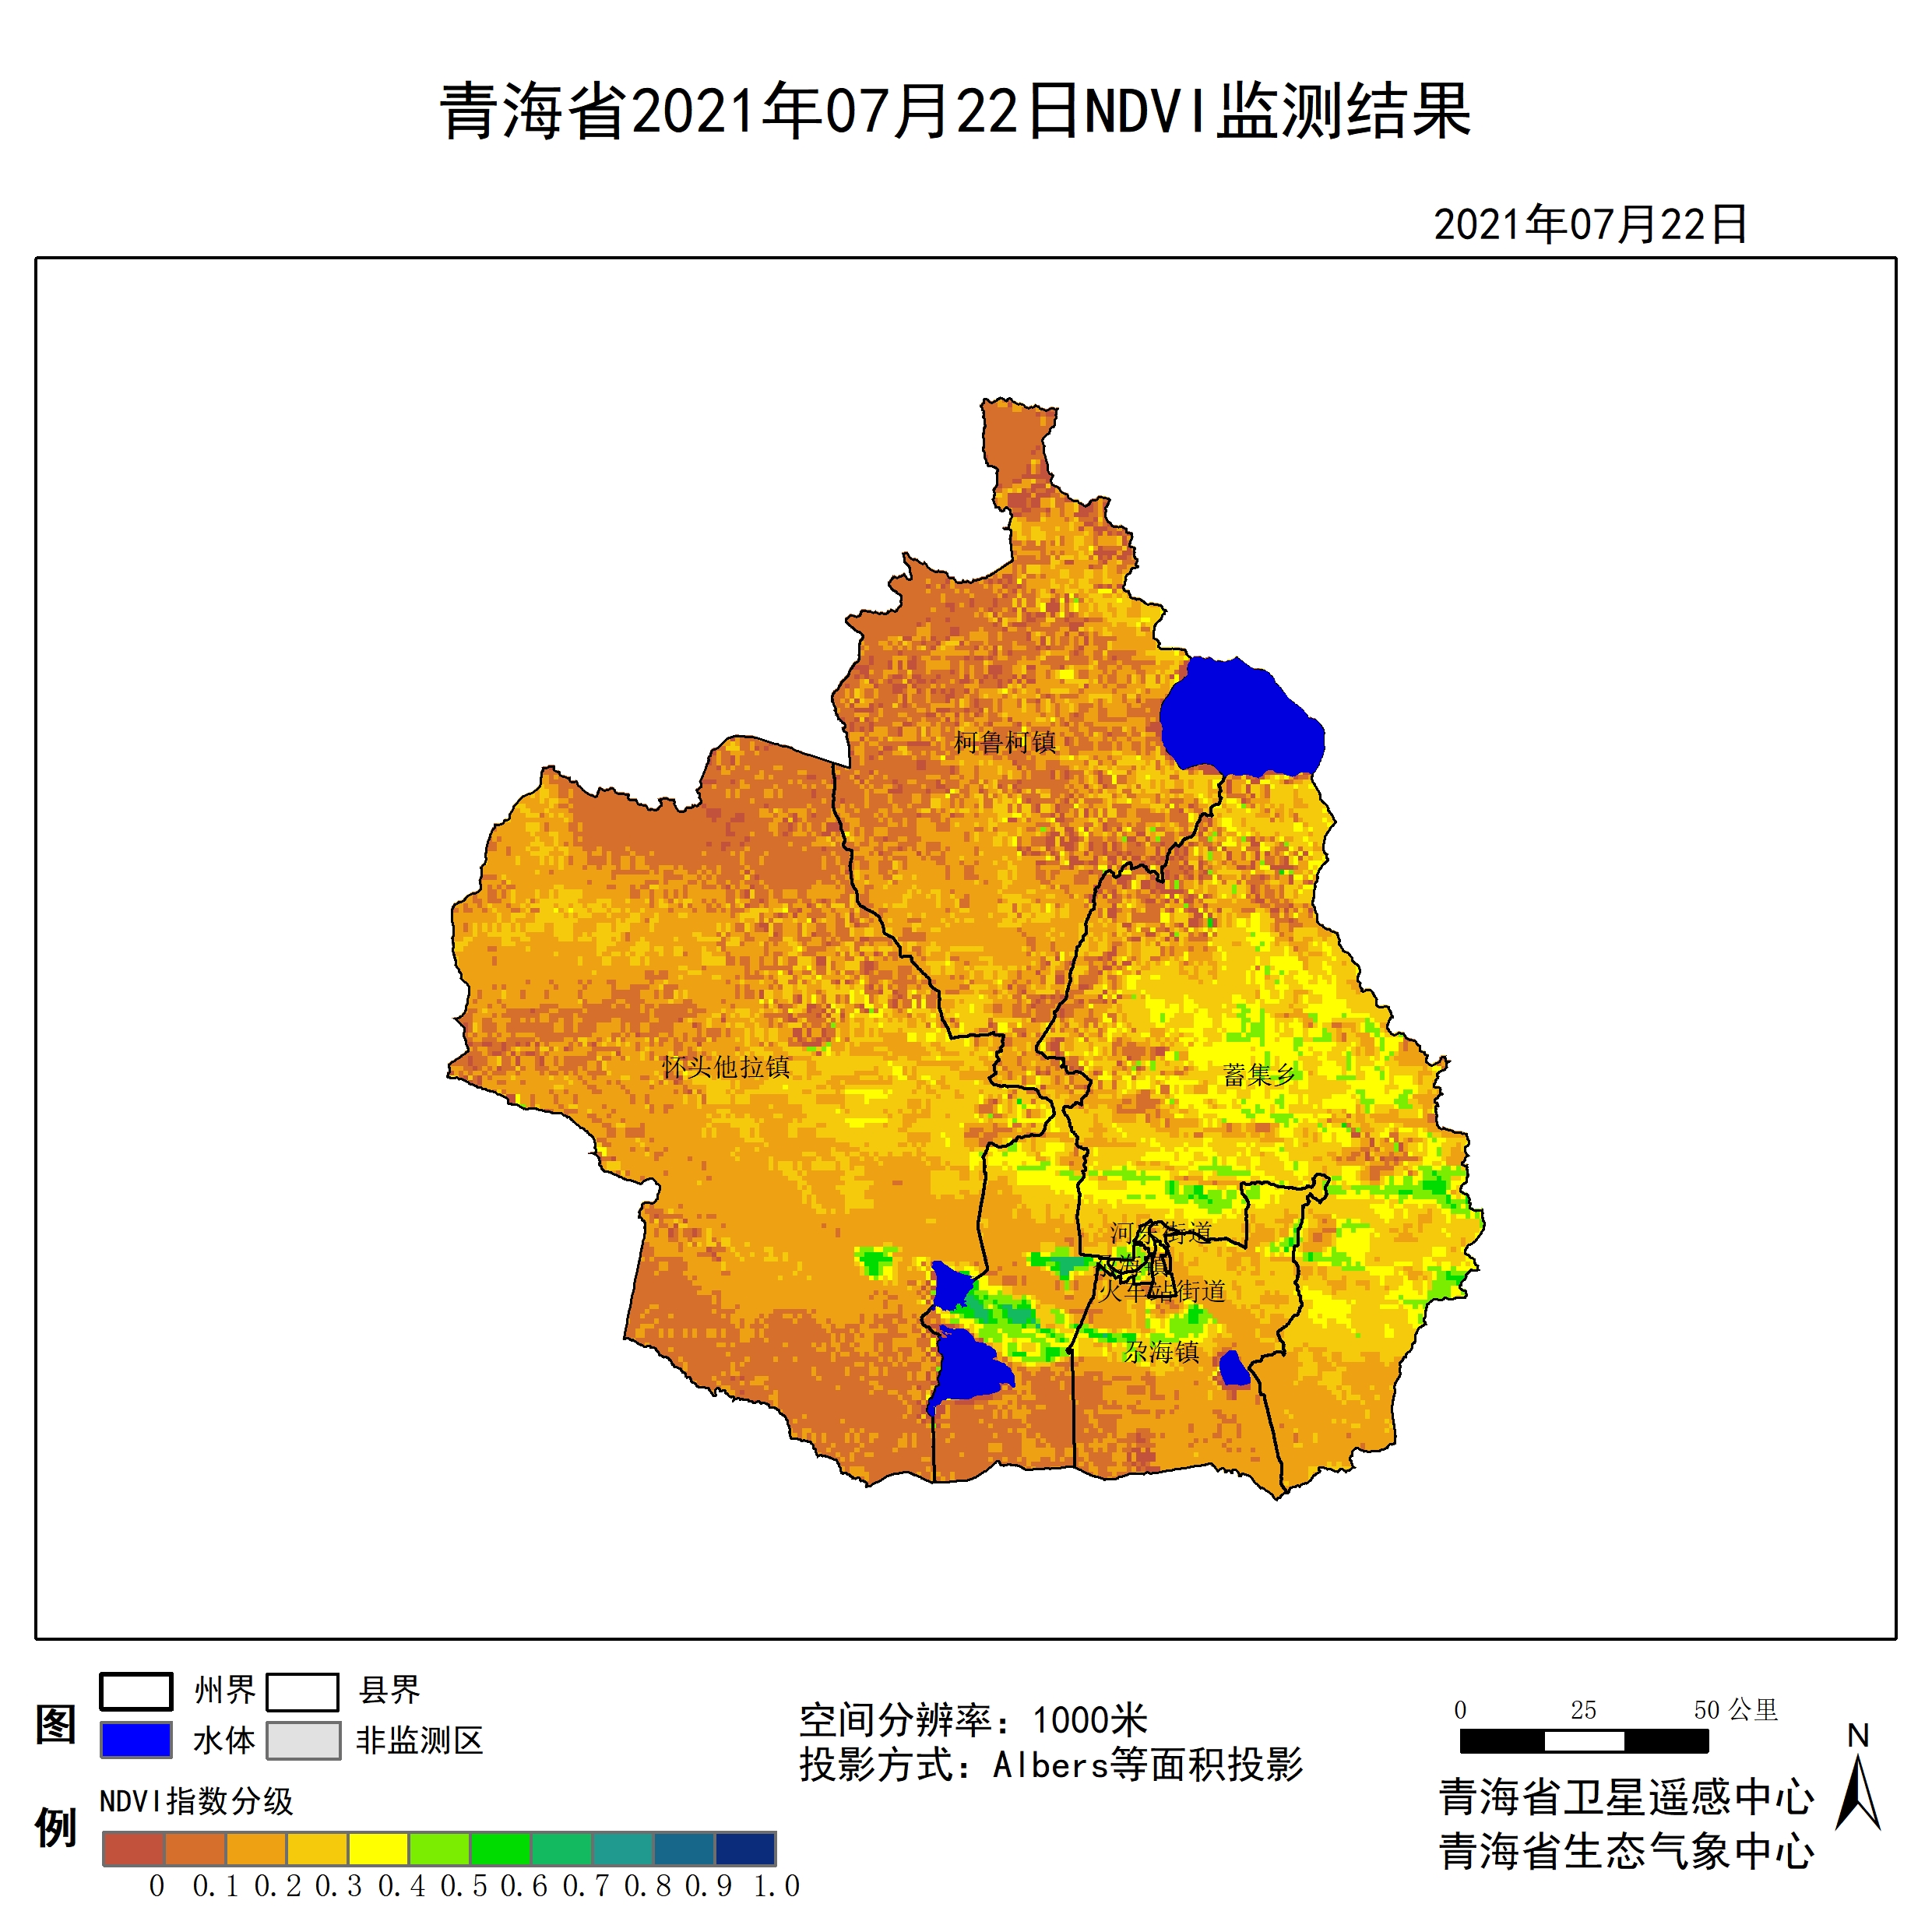 青海省2021年07月22日NDVI监测结果
2021年07月22日
柯鲁柯镇
怀头他拉镇
蓄集乡
河东街道
尕海镇
火车站街道
尕海镇
图例
州界 县界
水体 非监测区
NDVI指数分级
0 0.1 0.2 0.3 0.4 0.5 0.6 0.7 0.8 0.9 1.0
空间分辨率：1000米
投影方式：Albers等面积投影
0 25 50 公里
N
青海省卫星遥感中心
青海省生态气象中心